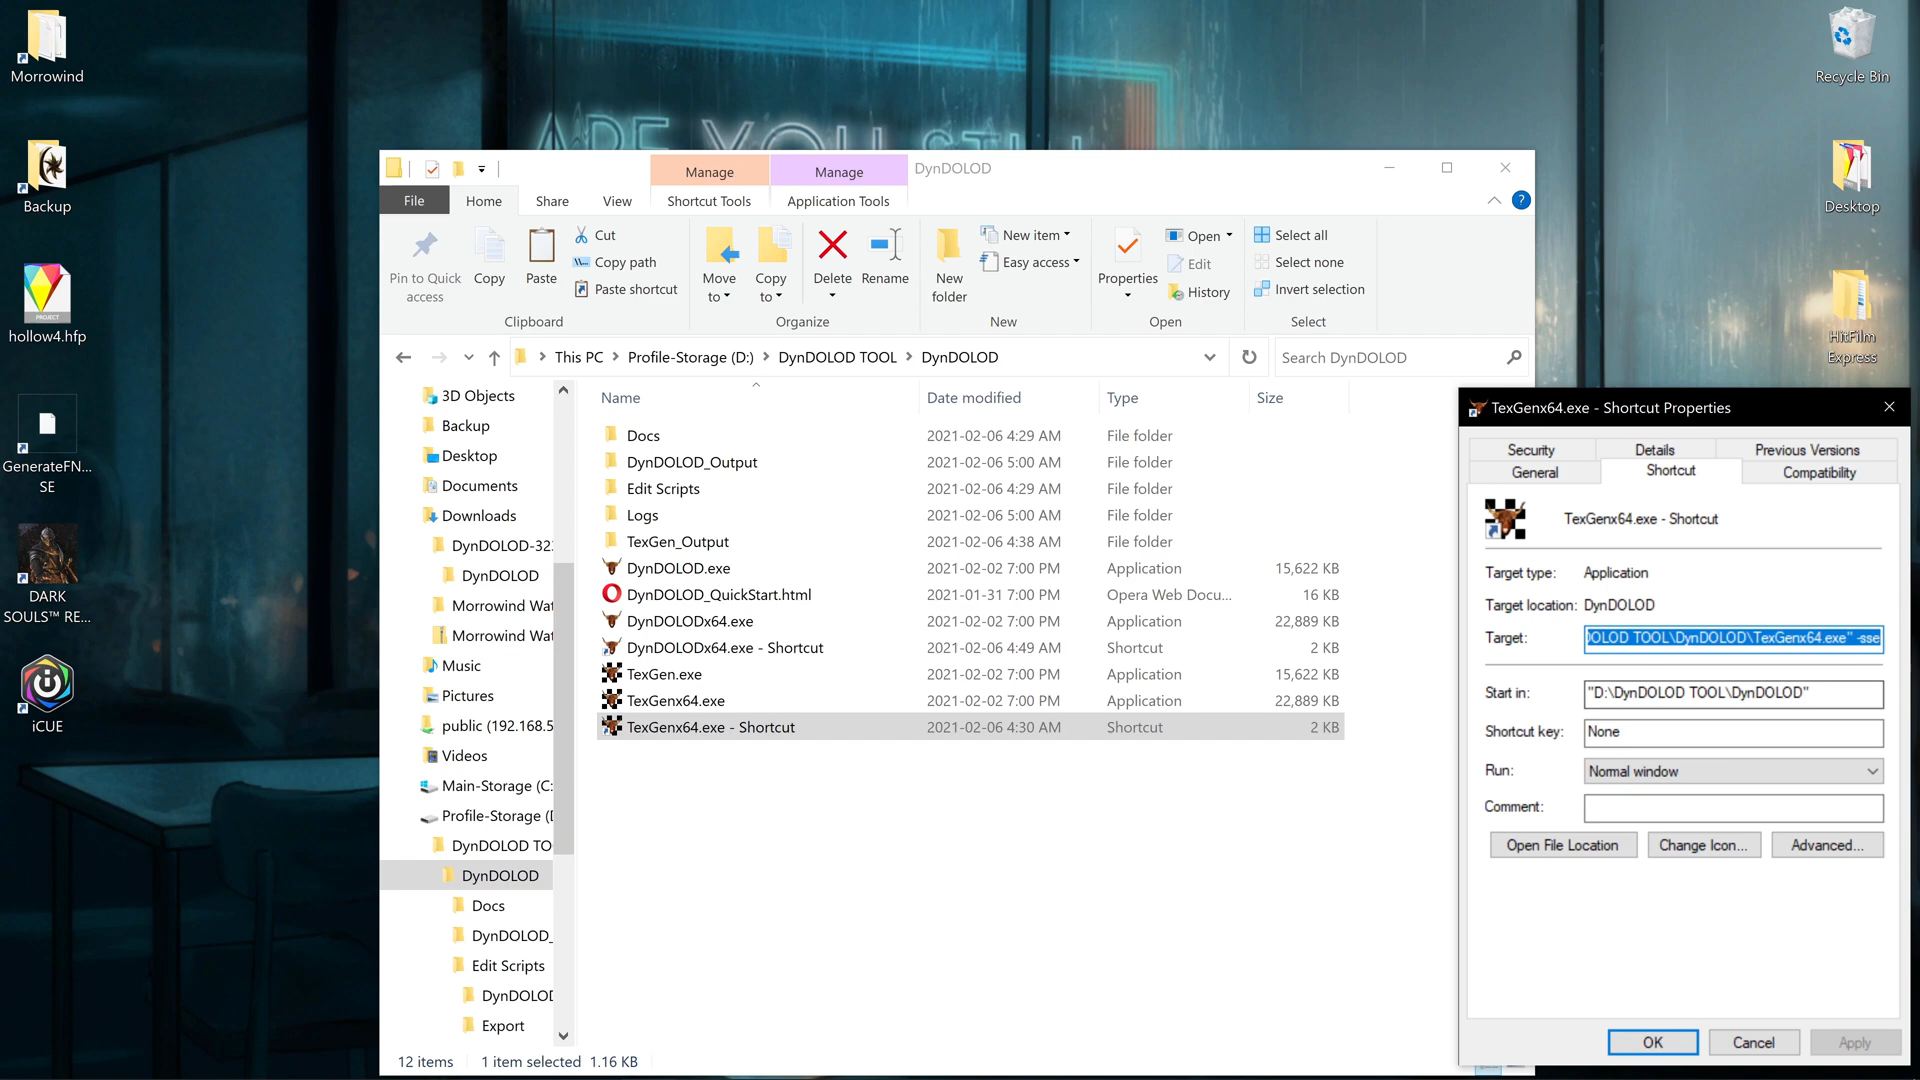 Morrowind
Backup
hollow4.hfp
PROJECT
GenerateFN...
SE
DARK
SOULS™ RE...
iCUE
Recycle Bin
Desktop
HitFilm
Express
ARE YOU STILL
Manage
Manage
DynDOLOD
File
Home
Share
View
Shortcut Tools
Application Tools
Pin to Quick
access
Copy
Paste
Cut
Copy path
Paste shortcut
Clipboard
Move
to
Copy
to
Delete
Rename
Organize
New
folder
New item
Easy access
New
Properties
Open
Edit
History
Open
Select all
Select none
Invert selection
Select
This PC
Profile-Storage (D:)
DynDOLOD TOOL
DynDOLOD
Search DynDOLOD
3D Objects
Backup
Desktop
Documents
Downloads
DynDOLOD-32
DynDOLOD
Morrowind Wat
Morrowind Wat
Music
Pictures
public (192.168.5
Videos
Main-Storage (C:
Profile-Storage (D
DynDOLOD TO
DynDOLOD
Docs
DynDOLOD_
Edit Scripts
DynDOLOD
Export
Name Date modified Type Size
Docs 2021-02-06 4:29 AM File folder
DynDOLOD_Output 2021-02-06 5:00 AM File folder
Edit Scripts 2021-02-06 4:29 AM File folder
Logs 2021-02-06 5:00 AM File folder
TexGen_Output 2021-02-06 4:38 AM File folder
DynDOLOD.exe 2021-02-02 7:00 PM Application 15,622 KB
DynDOLOD_QuickStart.html 2021-01-31 7:00 PM Opera Web Docu... 16 KB
DynDOLODx64.exe 2021-02-02 7:00 PM Application 22,889 KB
DynDOLODx64.exe - Shortcut 2021-02-06 4:49 AM Shortcut 2 KB
TexGen.exe 2021-02-02 7:00 PM Application 15,622 KB
TexGenx64.exe 2021-02-02 7:00 PM Application 22,889 KB
TexGenx64.exe - Shortcut 2021-02-06 4:30 AM Shortcut 2 KB
12 items 1 item selected 1.16 KB
TexGenx64.exe - Shortcut Properties
Security Details Previous Versions
General Shortcut Compatibility
TexGenx64.exe - Shortcut
Target type: Application
Target location: DynDOLOD
Target: OLOD TOOL\DynDOLOD\TexGenx64.exe" -sse
Start in: "D:\DynDOLOD TOOL\DynDOLOD"
Shortcut key: None
Run: Normal window
Comment:
Open File Location Change Icon... Advanced...
OK Cancel Apply